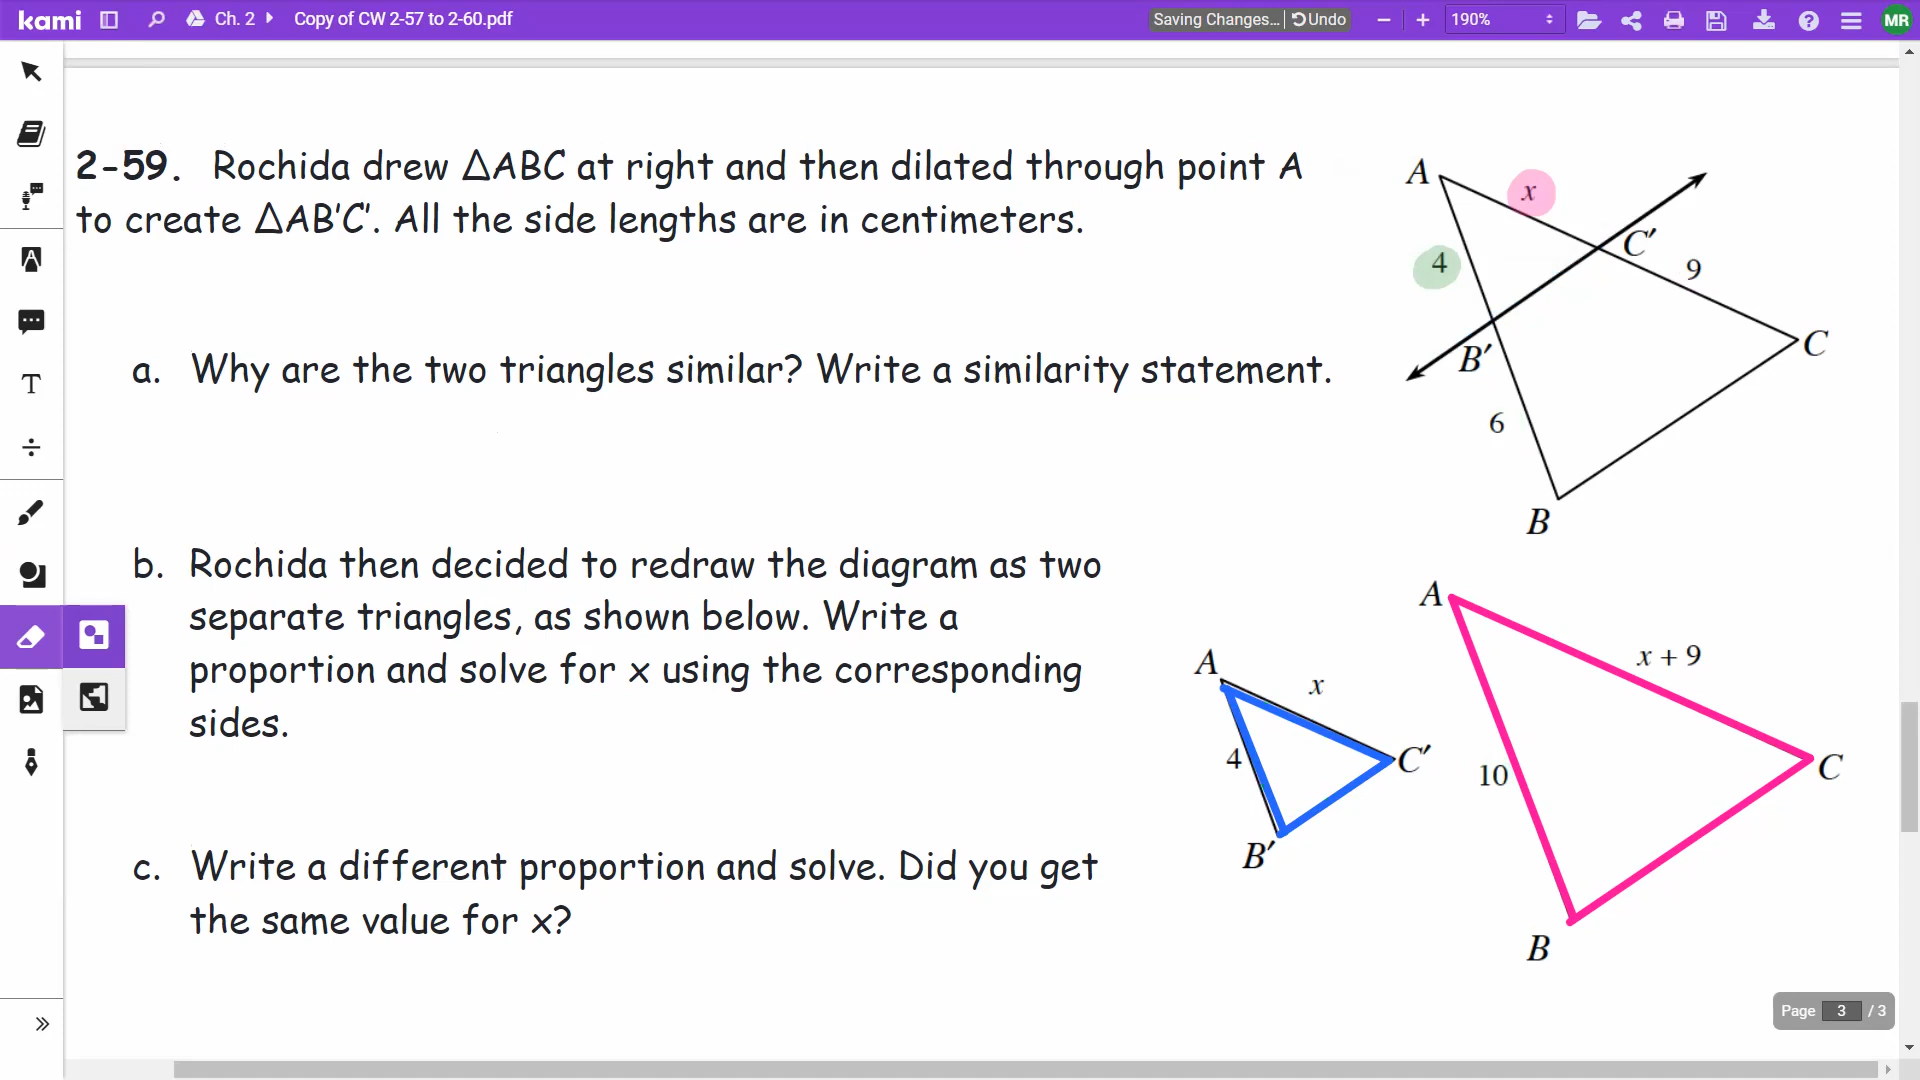 kami
Ch. 2
Copy of CW 2-57 to 2-60.pdf
Saving Changes...
Undo
190%
MR
2-59. Rochida drew ΔABC at right and then dilated through point A
to create ΔAB'C'. All the side lengths are in centimeters.
a. Why are the two triangles similar? Write a similarity statement.
A
x
C′
4
9
B′
C
6
B
b. Rochida then decided to redraw the diagram as two
separate triangles, as shown below. Write a
proportion and solve for x using the corresponding
sides.
A
x
4
C′
B′
A
x + 9
10
C
B
c. Write a different proportion and solve. Did you get
the same value for x?
Page 3 / 3